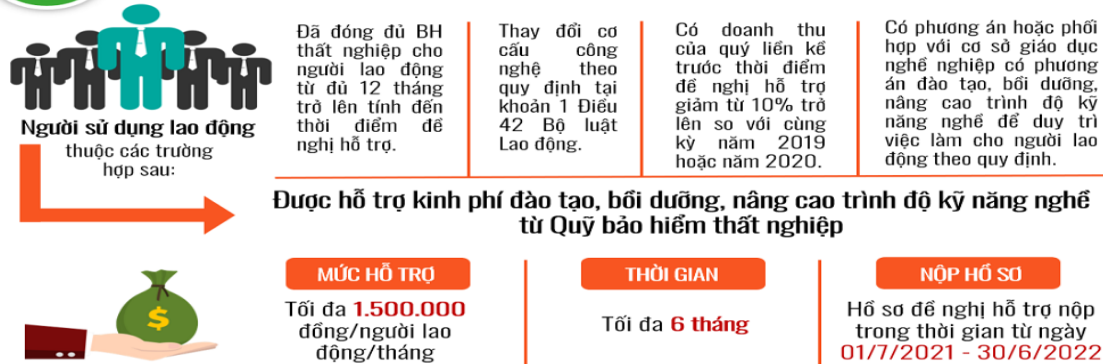 Người sử dụng lao động
thuộc các trường
hợp sau:
Đã đóng đủ BH
thất nghiệp cho
người lao động
từ đủ 12 tháng
trở lên tính đến
thời điểm đề
nghị hỗ trợ.
Thay đổi cơ
cấu công
nghệ theo
quy định tại
khoản 1 Điều
42 Bộ luật
Lao động.
Có doanh thu
của quý liền kề
trước thời điểm
đề nghị hỗ trợ
giảm từ 10% trở
lên so với cùng
kỳ năm 2019
hoặc năm 2020.
Có phương án hoặc phối
hợp với cơ sở giáo dục
nghề nghiệp có phương
án đào tạo, bồi dưỡng,
nâng cao trình độ kỹ
năng nghề để duy trì
việc làm cho người lao
động theo quy định.
Được hỗ trợ kinh phí đào tạo, bồi dưỡng, nâng cao trình độ kỹ năng nghề
từ Quỹ bảo hiểm thất nghiệp
MỨC HỖ TRỢ
Tối đa 1.500.000
đồng/người lao
động/tháng
THỜI GIAN
Tối đa 6 tháng
NỘP HỒ SƠ
Hồ sơ đề nghị hỗ trợ nộp
trong thời gian từ ngày
01/7/2021 - 30/6/2022
$